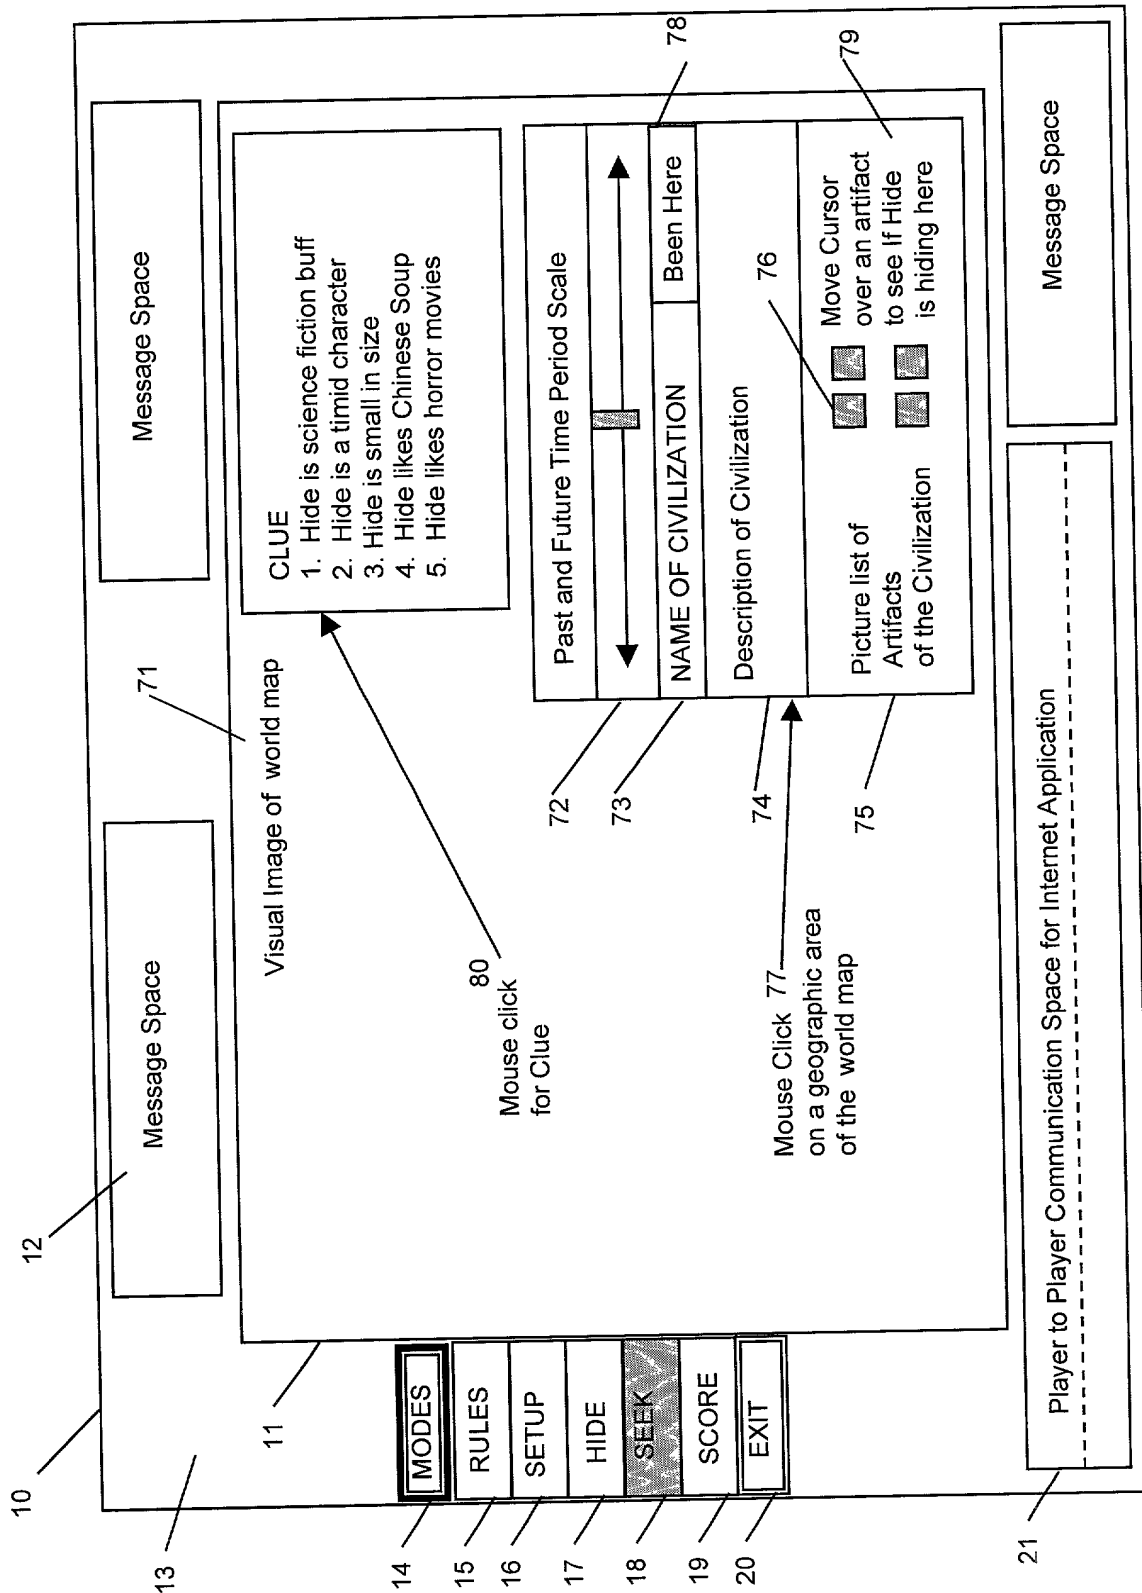 10
12
13
11
71
Message Space
Message Space
Visual Image of world map
CLUE
1. Hide is science fiction buff
2. Hide is a timid character
3. Hide is small in size
4. Hide likes Chinese Soup
5. Hide likes horror movies
80
Mouse click
for Clue
14
MODES
15
RULES
16
SETUP
17
HIDE
18
SEEK
19
SCORE
20
EXIT
Past and Future Time Period Scale
72
73
NAME OF CIVILIZATION
Been Here
78
74
Description of Civilization
76
Mouse Click 77
on a geographic area
of the world map
75
Picture list of
Artifacts
of the Civilization
Move Cursor
over an artifact
to see If Hide
is hiding here
79
21
Player to Player Communication Space for Internet Application
Message Space